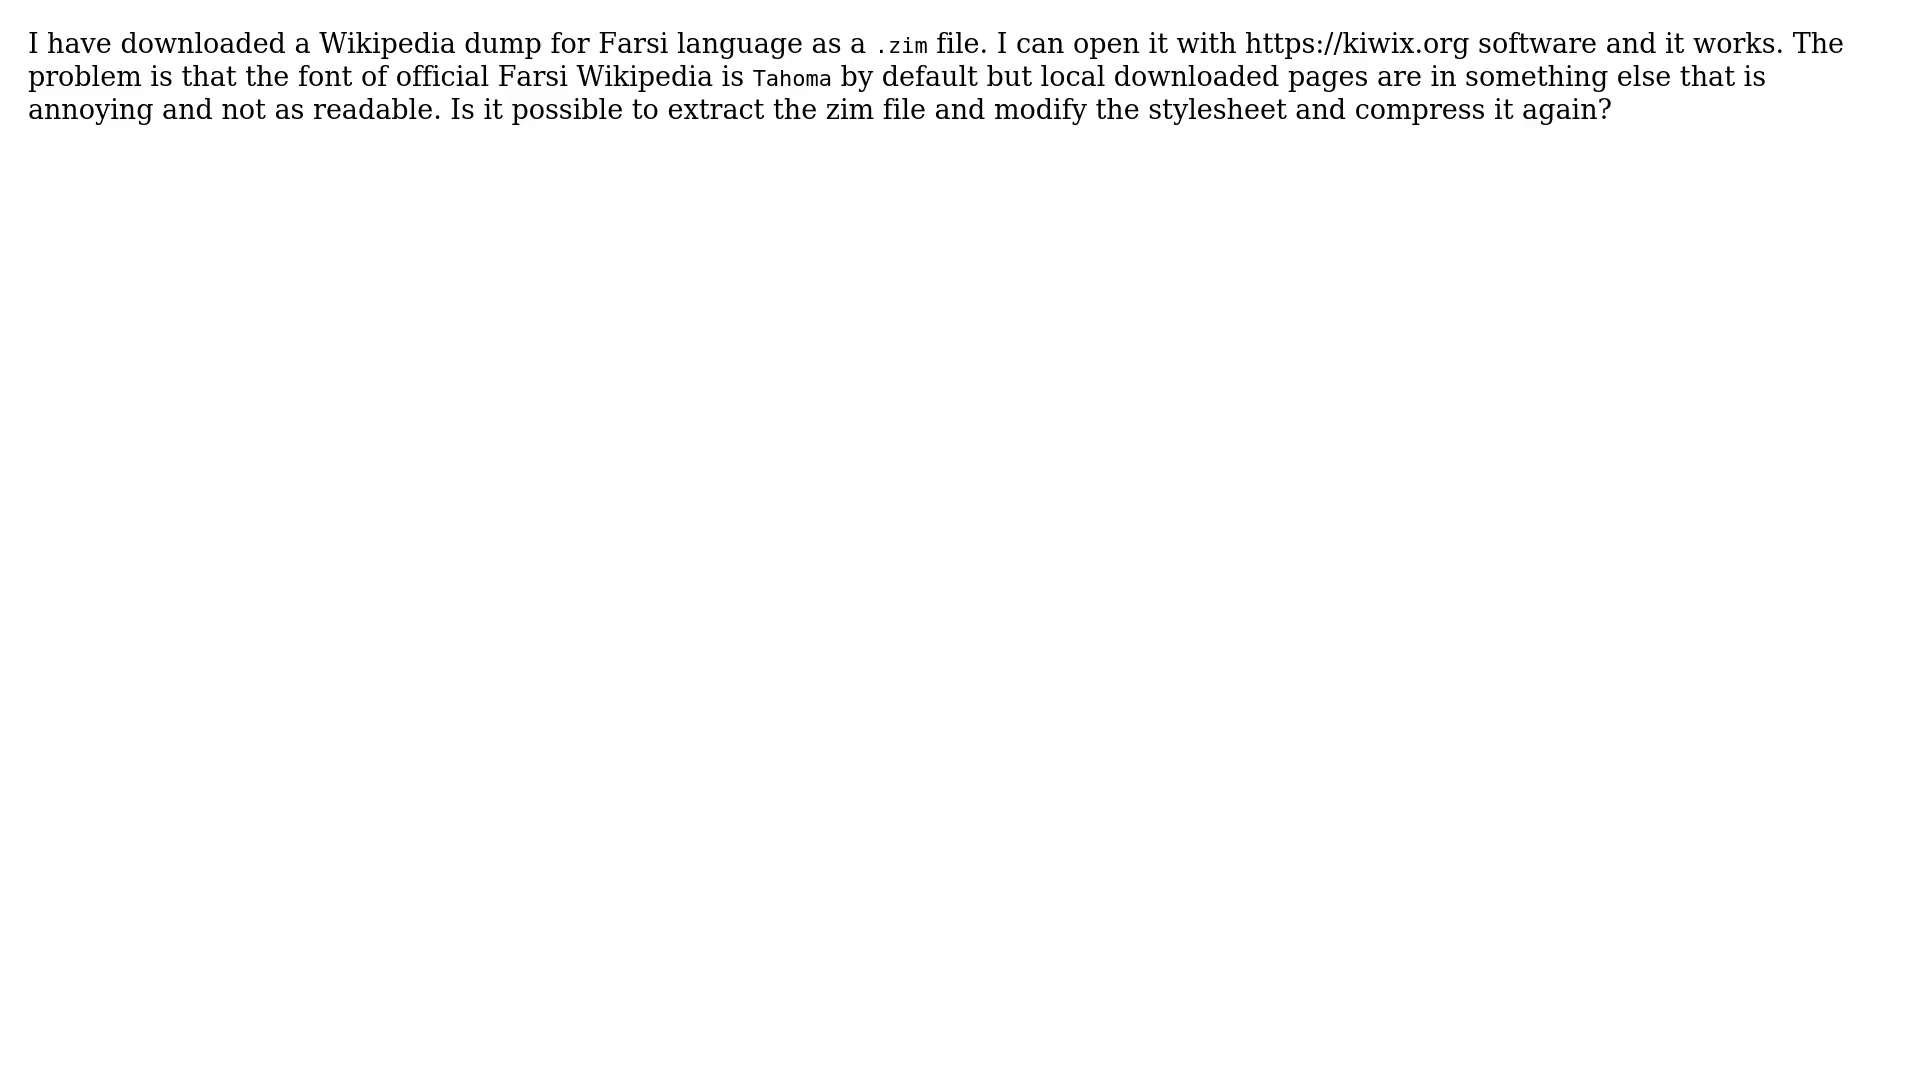 I have downloaded a Wikipedia dump for Farsi language as a .zim file. I can open it with https://kiwix.org software and it works. The
problem is that the font of official Farsi Wikipedia is Tahoma by default but local downloaded pages are in something else that is
annoying and not as readable. Is it possible to extract the zim file and modify the stylesheet and compress it again?